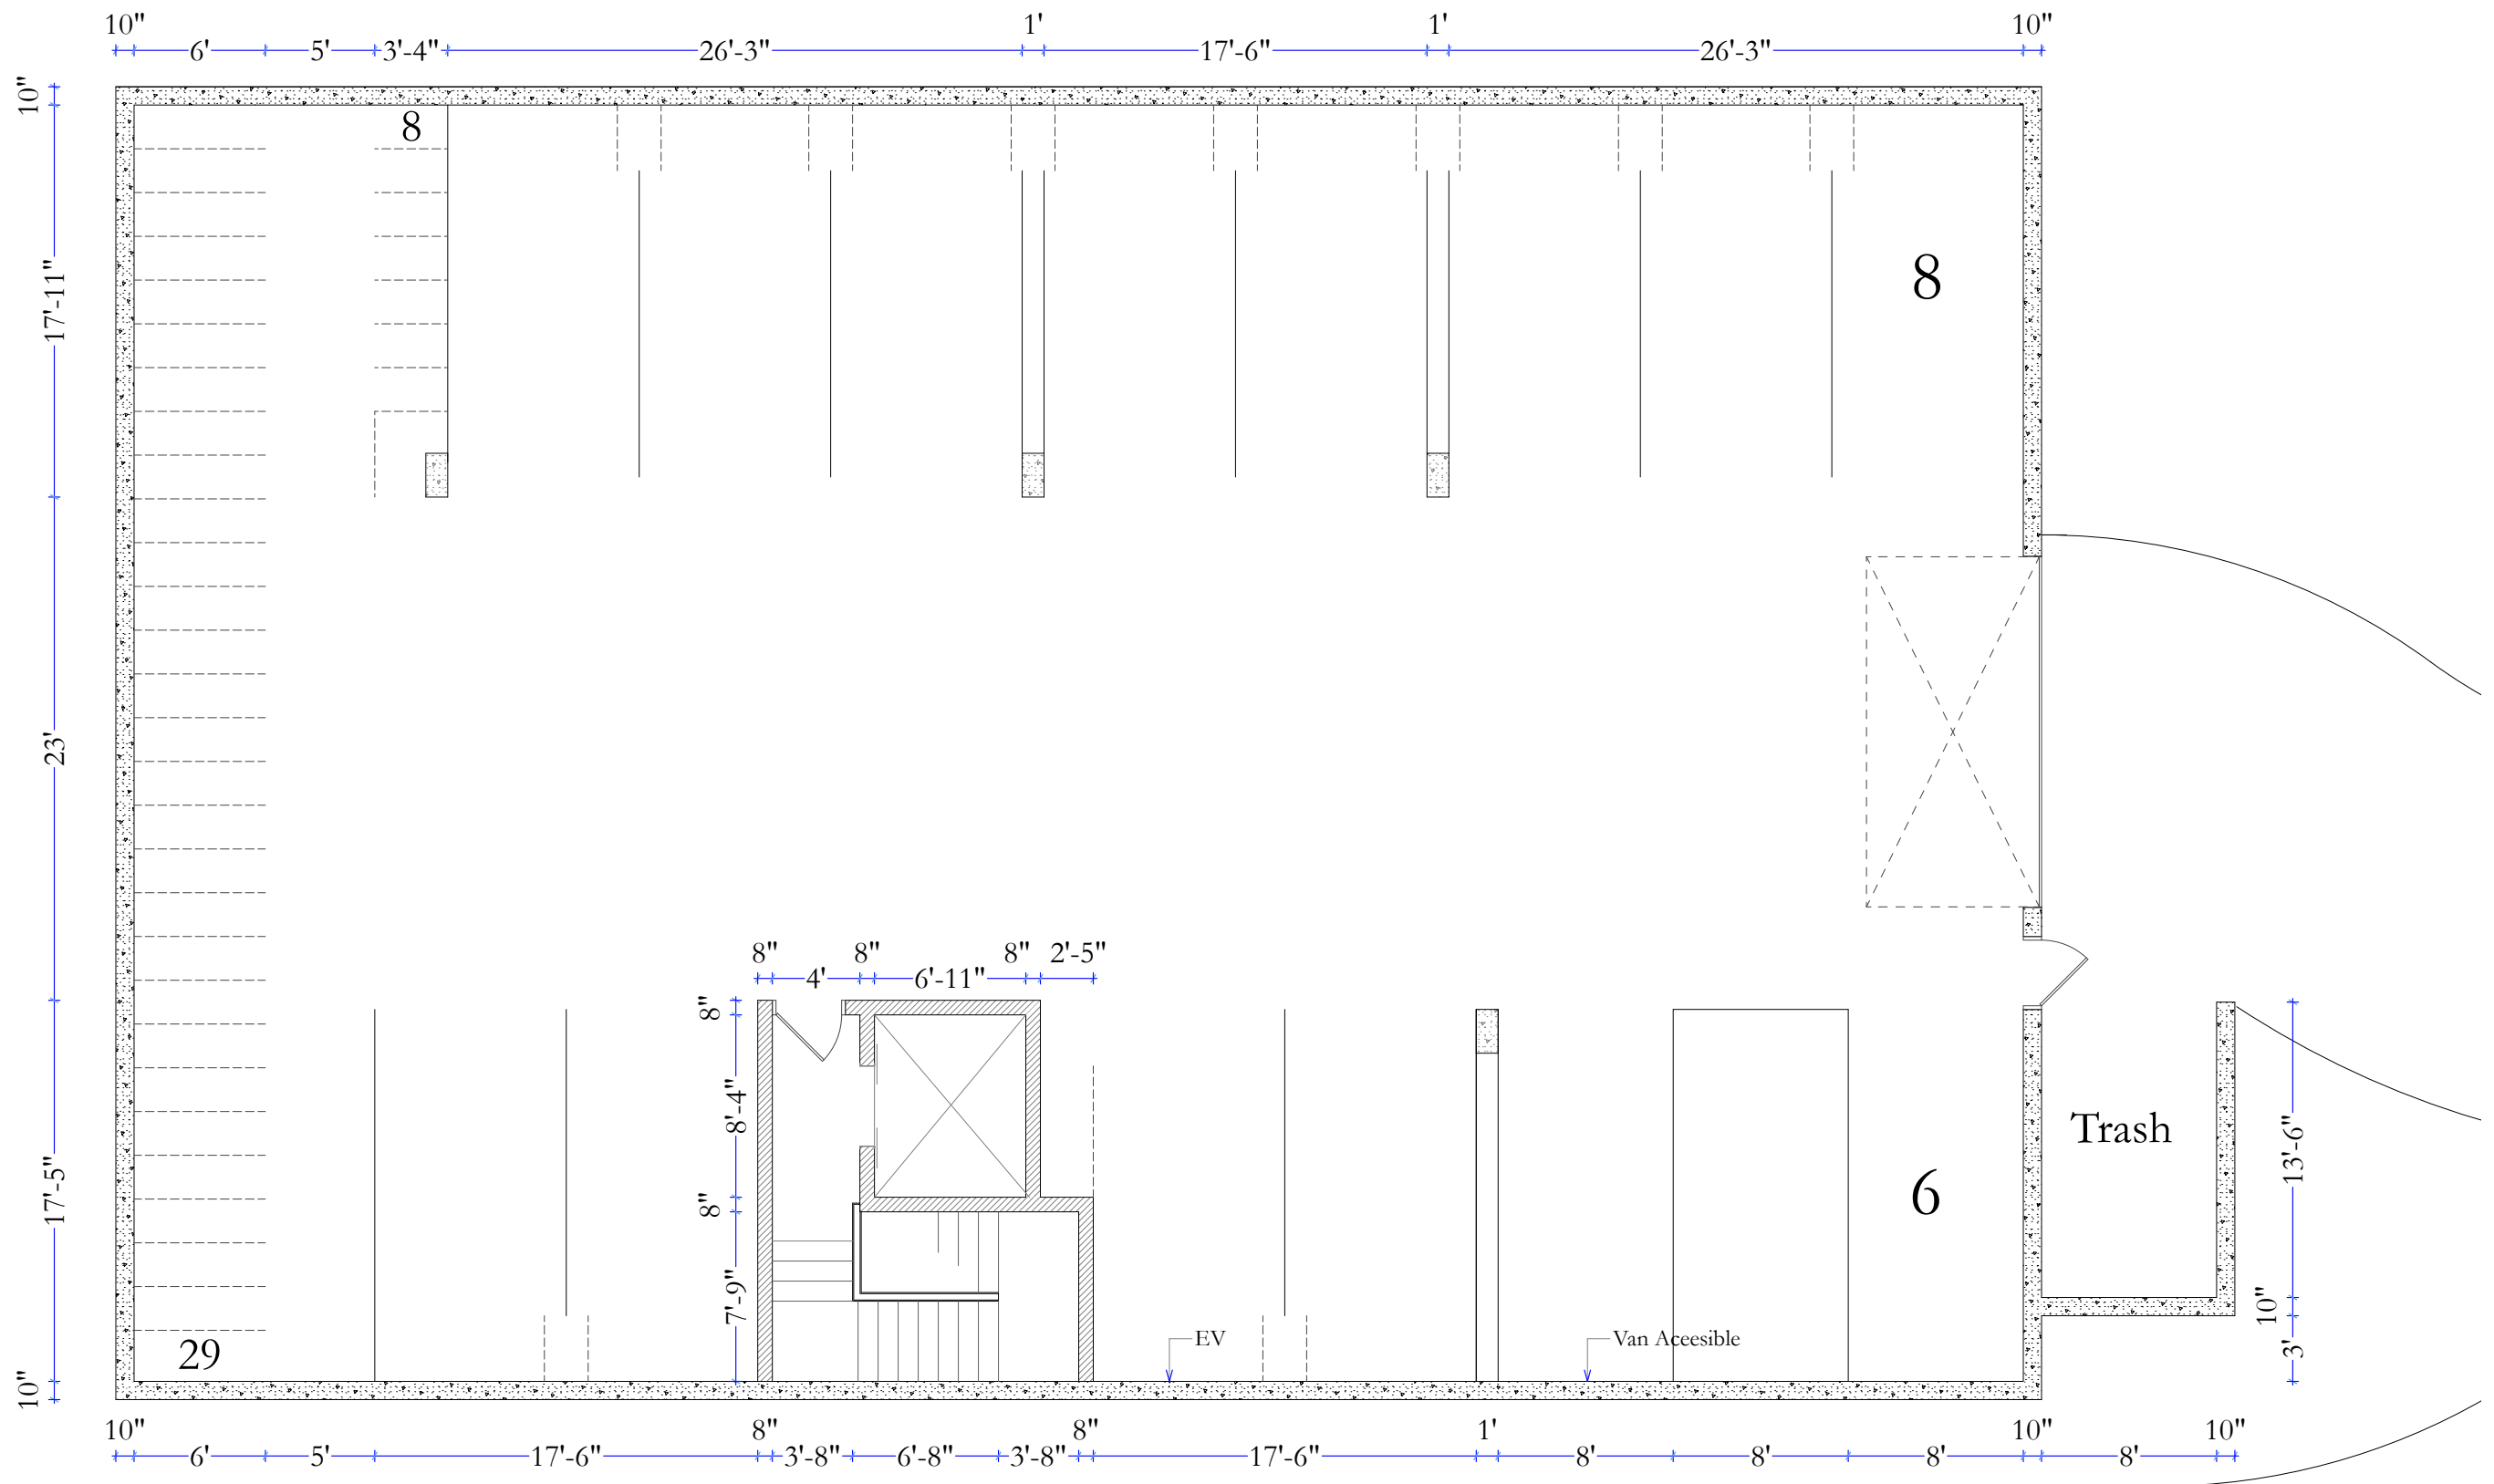 10" 1' 1' 10"
6' 5' 3'-4" 26'-3" 17'-6" 26'-3"
10"
8
17'-11"
8
23'
8" 8" 8" 2'-5"
4' 6'-11"
8"
8'-4"
Trash
13'-6"
17'-5"
8"
6
7'-9"
10"
EV
Van Aceesible
3'
29
10"
10" 8" 8" 1' 10" 10"
6' 5' 17'-6" 3'-8" 6'-8" 3'-8" 17'-6" 8' 8' 8' 8'